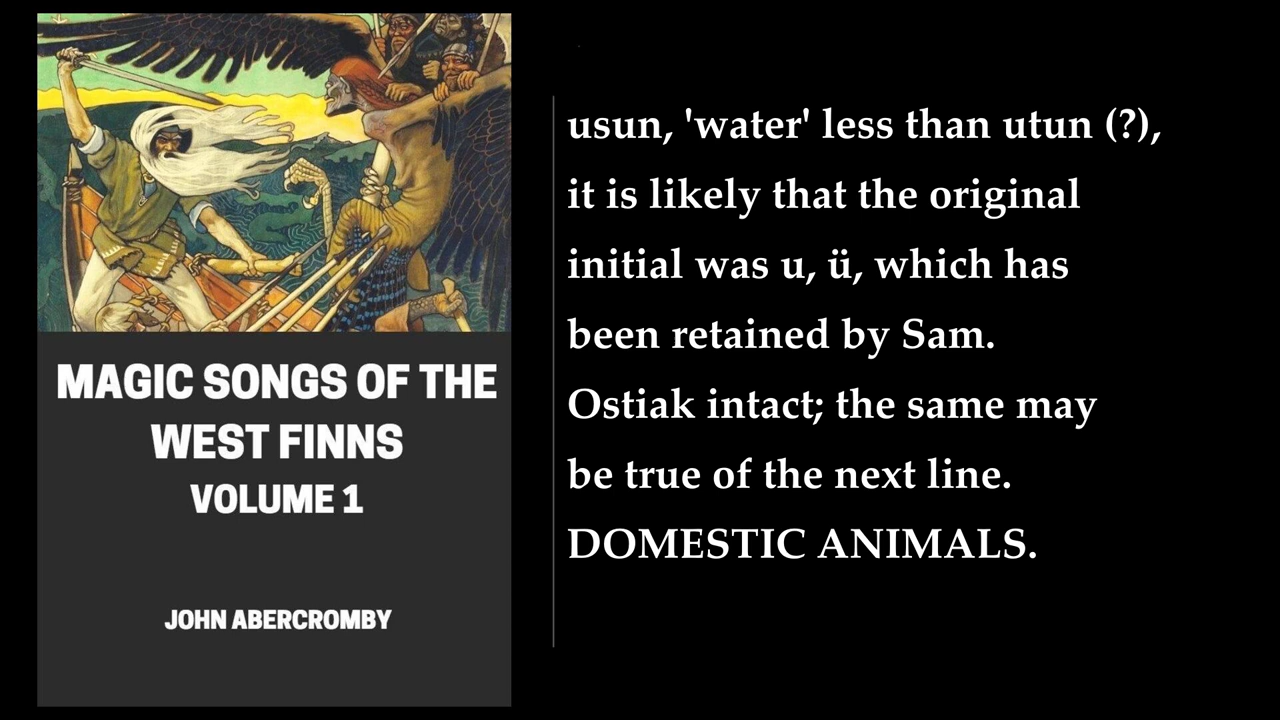 MAGIC SONGS OF THE
WEST FINNS
VOLUME 1
JOHN ABERCROMBY
usun, 'water' less than utun (?),
it is likely that the original
initial was u, ü, which has
been retained by Sam.
Ostiak intact; the same may
be true of the next line.
DOMESTIC ANIMALS.